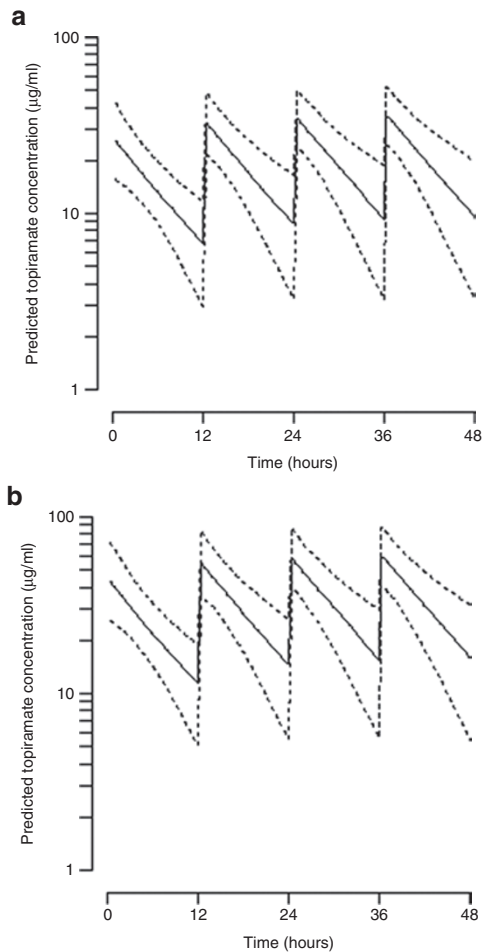 a
Predicted topiramate concentration (μg/ml)
100
10
1
0 12 24 36 48
Time (hours)
b
Predicted topiramate concentration (μg/ml)
100
10
1
0 12 24 36 48
Time (hours)